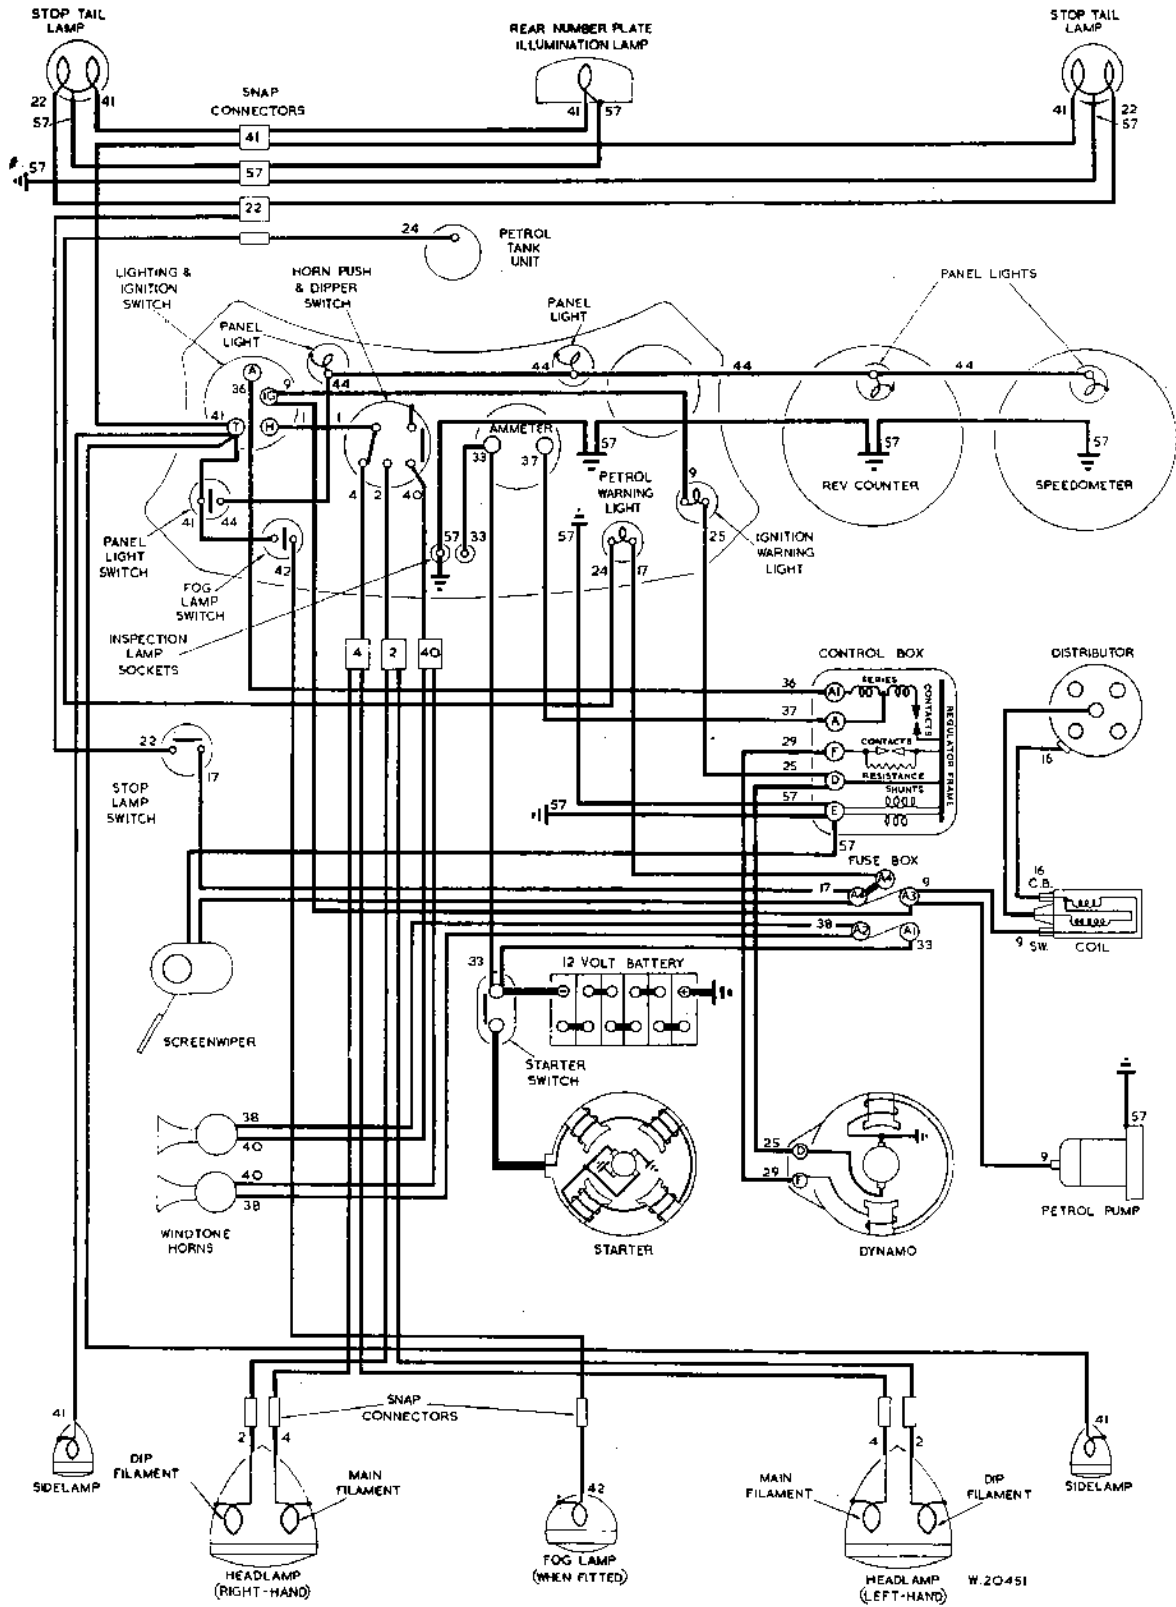 STOP TAIL
LAMP
REAR NUMBER PLATE
ILLUMINATION LAMP
STOP TAIL
LAMP
22
41
57
SNAP
CONNECTORS
41
57
41
22
57
41
57
57
22
24
PETROL
TANK
UNIT
LIGHTING &
IGNITION
SWITCH
HORN PUSH
& DIPPER
SWITCH
PANEL
LIGHT
PANEL
LIGHT
PANEL LIGHTS
A
36
9
IG
44
44
44
44
41
T
H
1
1
AMMETER
33
37
57
57
57
4
2
40
PETROL
WARNING
LIGHT
9
REV COUNTER
SPEEDOMETER
41
44
PANEL
LIGHT
SWITCH
42
FOG
LAMP
SWITCH
57
33
57
24
17
25
IGNITION
WARNING
LIGHT
INSPECTION
LAMP
SOCKETS
4
2
40
CONTROL BOX
DISTRIBUTOR
36
A1
SERIES
CONTACTS
REGULATOR FRAME
37
A
29
F
CONTACTS
25
D
RESISTANCE
SHUNTS
57
E
57
57
16
22
17
STOP
LAMP
SWITCH
FUSE BOX
A4
17
A4
A3
9
16
C.B.
38
A2
A1
33
9
SW.
COIL
33
12 VOLT BATTERY
-
+
SCREENWIPER
STARTER
SWITCH
38
40
40
38
WINDTONE
HORNS
STARTER
25
D
29
F
DYNAMO
57
9
PETROL PUMP
SNAP
CONNECTORS
41
SIDELAMP
2
4
DIP
FILAMENT
MAIN
FILAMENT
HEADLAMP
(RIGHT-HAND)
42
FOG LAMP
(WHEN FITTED)
4
2
MAIN
FILAMENT
DIP
FILAMENT
HEADLAMP
(LEFT-HAND)
41
SIDELAMP
W.20451